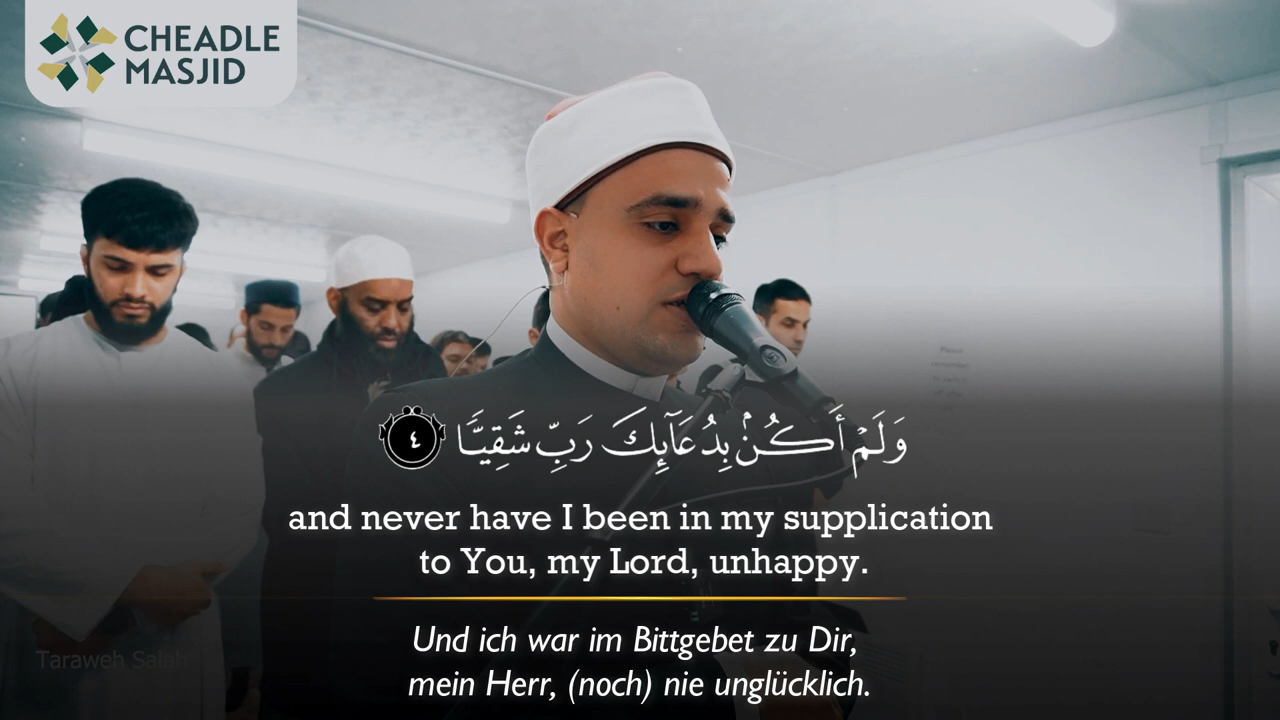 CHEADLE
MASJID
وَلَمْ أَكُنۢ بِدُعَآئِكَ رَبِّ شَقِيًّا ٤
and never have I been in my supplication
to You, my Lord, unhappy.
Und ich war im Bittgebet zu Dir,
mein Herr, (noch) nie unglücklich.
Taraweh Salah